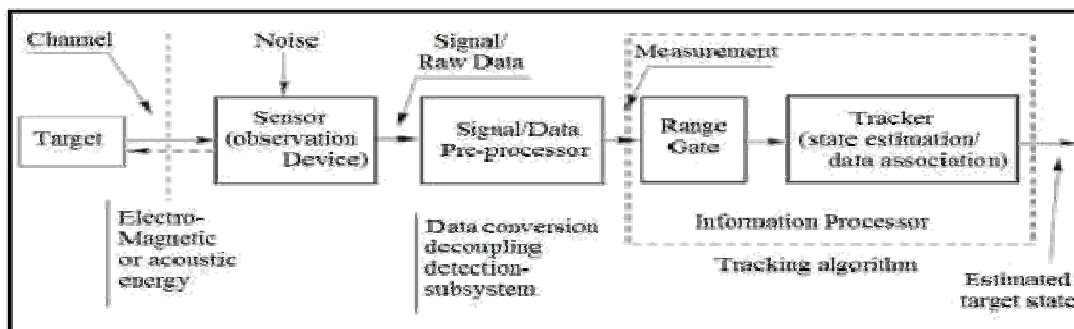 Channel
Noise
Signal/
Raw Data
Measurement
Target
Sensor
(observation
Device)
Signal/Data
Pre-processor
Range
Gate
Tracker
(state estimation/
data association)
Electro-
Magnetic
or acoustic
energy
Data conversion
decoupling
detection-
subsystem
Information Processor
Tracking algorithm
Estimated
target state